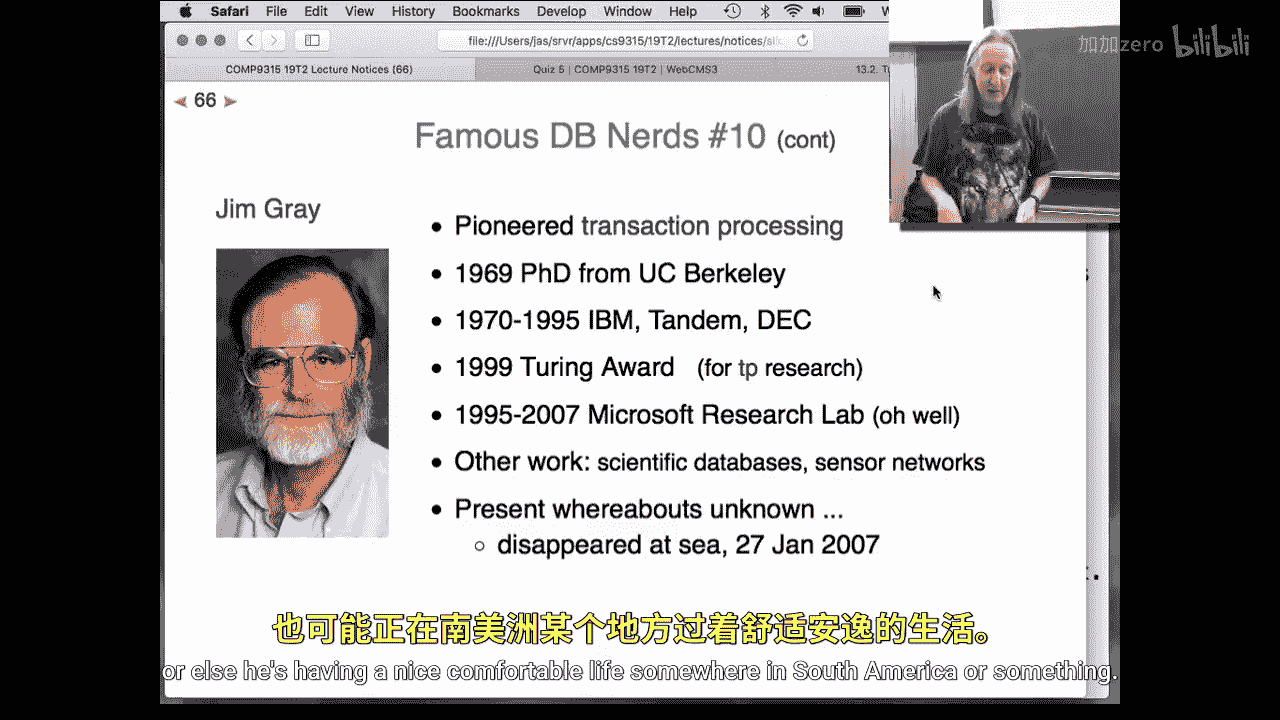 Safari File Edit View History Bookmarks Develop Window Help
加加zero bilibili
file:///Users/jas/srvr/apps/cs9315/19T2/lectures/notices/slid
COMP9315 19T2 Lecture Notices (66) Quiz 5 | COMP9315 19T2 | WebCMS3 13.2.
66
Famous DB Nerds #10 (cont)
Jim Gray
Pioneered transaction processing
1969 PhD from UC Berkeley
1970-1995 IBM, Tandem, DEC
1999 Turing Award (for tp research)
1995-2007 Microsoft Research Lab (oh well)
Other work: scientific databases, sensor networks
Present whereabouts unknown ...
disappeared at sea, 27 Jan 2007
也可能正在南美洲某个地方过着舒适安逸的生活。
or else he's having a nice comfortable life somewhere in South America or something.